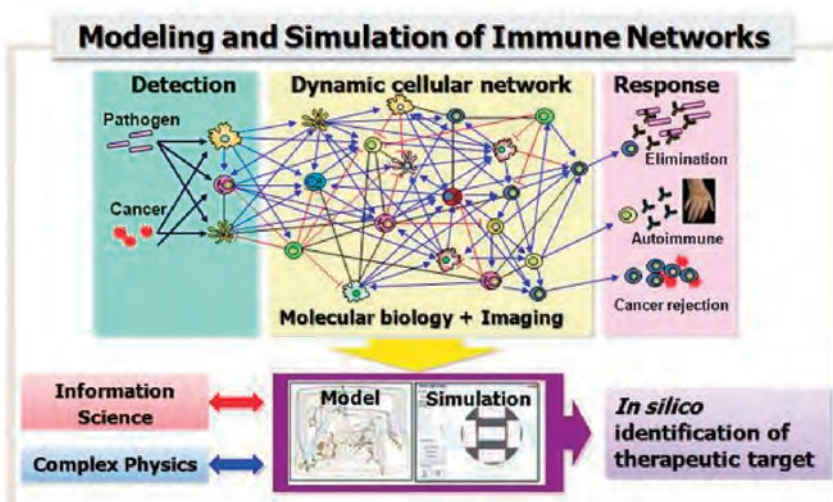 Modeling and Simulation of Immune Networks
Detection
Dynamic cellular network
Response
Pathogen
Cancer
Elimination
Autoimmune
Cancer rejection
Molecular biology + Imaging
Information
Science
Complex Physics
Model
Simulation
In silico
identification of
therapeutic target